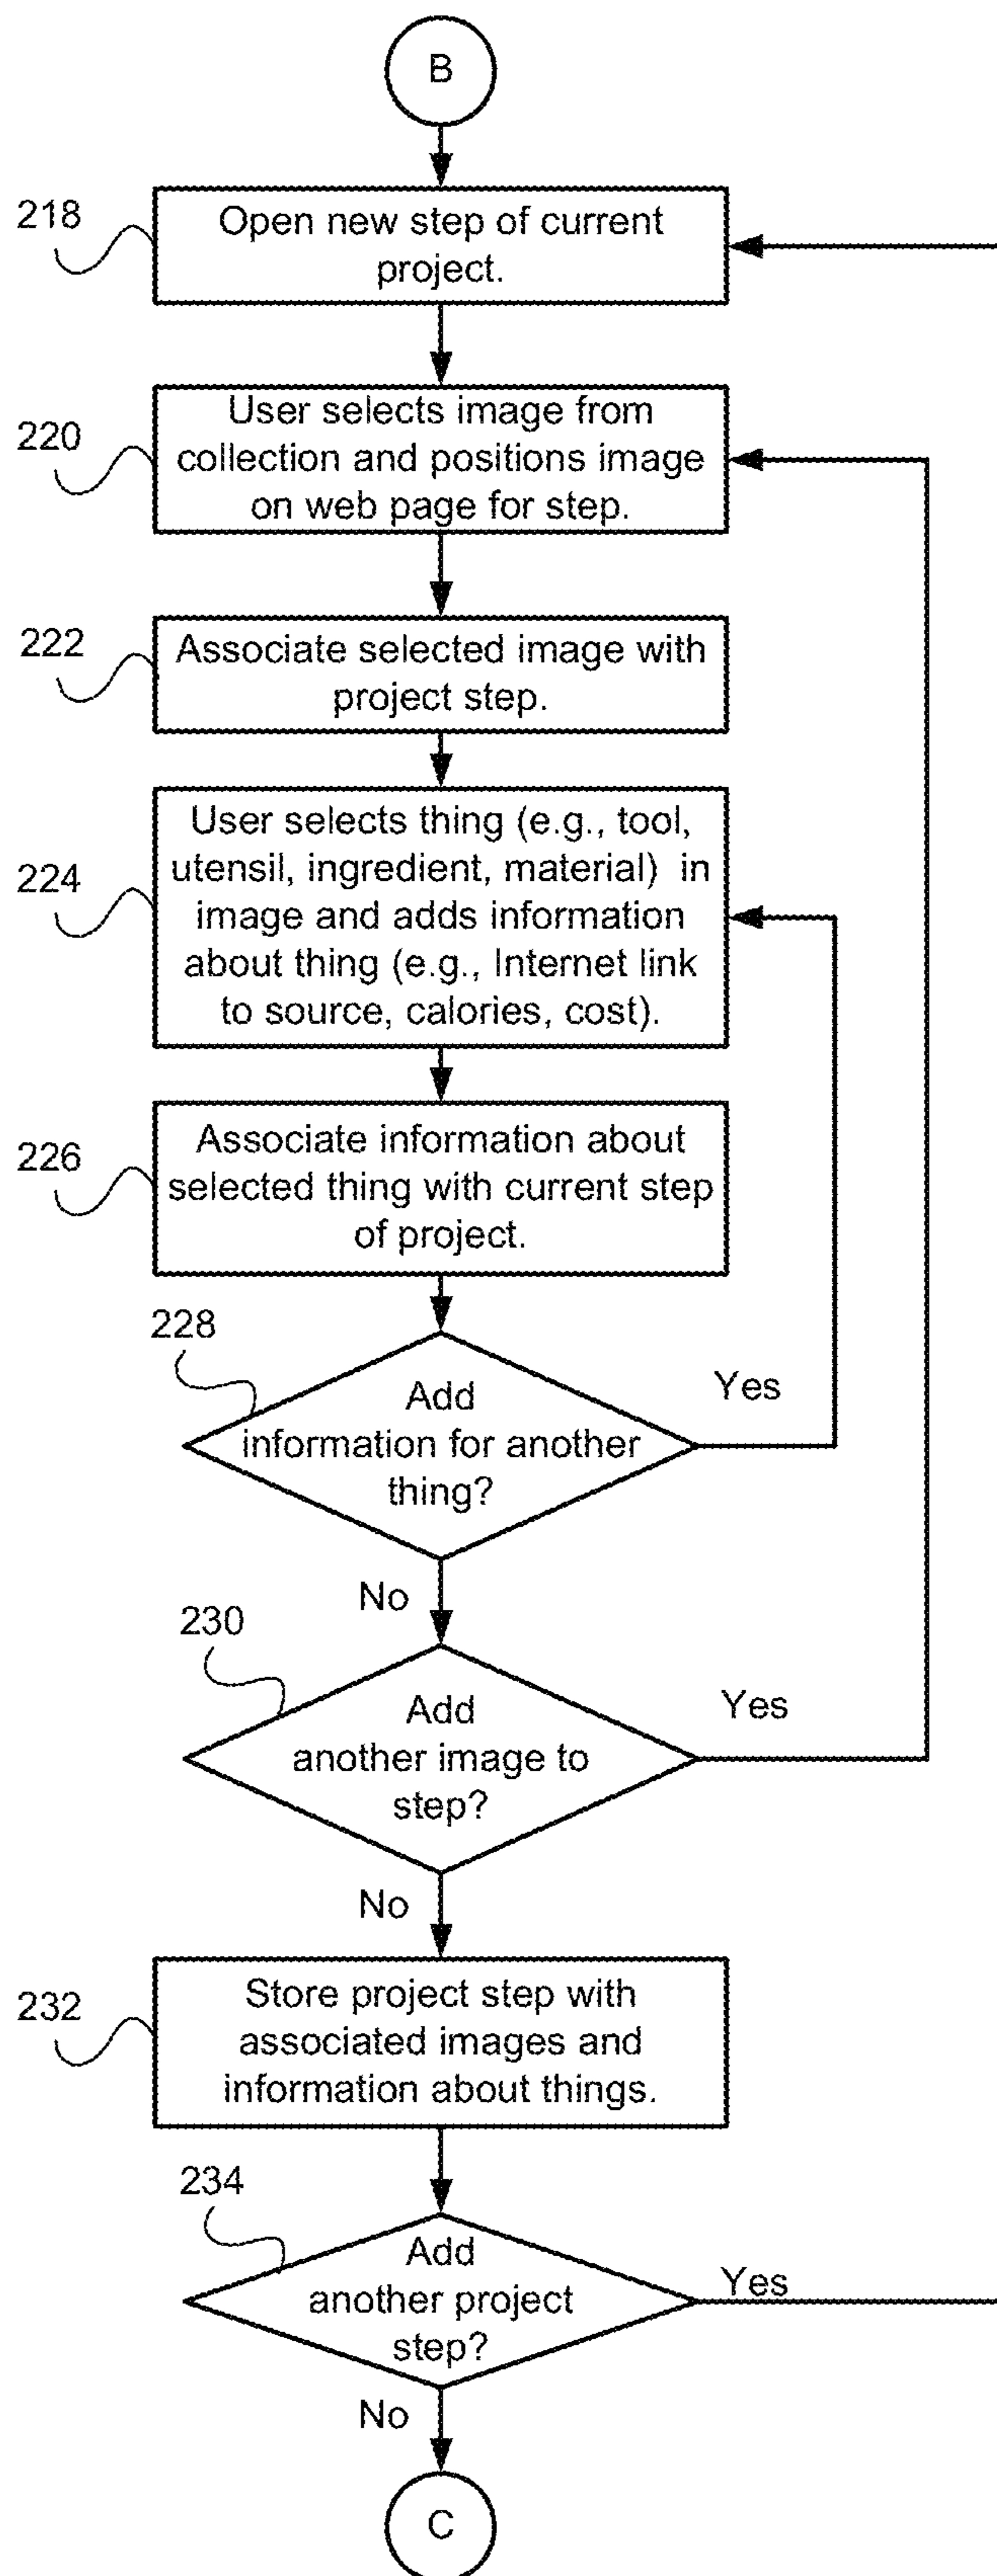 B
218
Open new step of current
project.
220
User selects image from
collection and positions image
on web page for step.
222
Associate selected image with
project step.
224
User selects thing (e.g., tool,
utensil, ingredient, material) in
image and adds information
about thing (e.g., Internet link
to source, calories, cost).
226
Associate information about
selected thing with current step
of project.
228
Add
information for another
thing?
Yes
No
230
Add
another image to
step?
Yes
No
232
Store project step with
associated images and
information about things.
234
Add
another project
step?
Yes
No
C